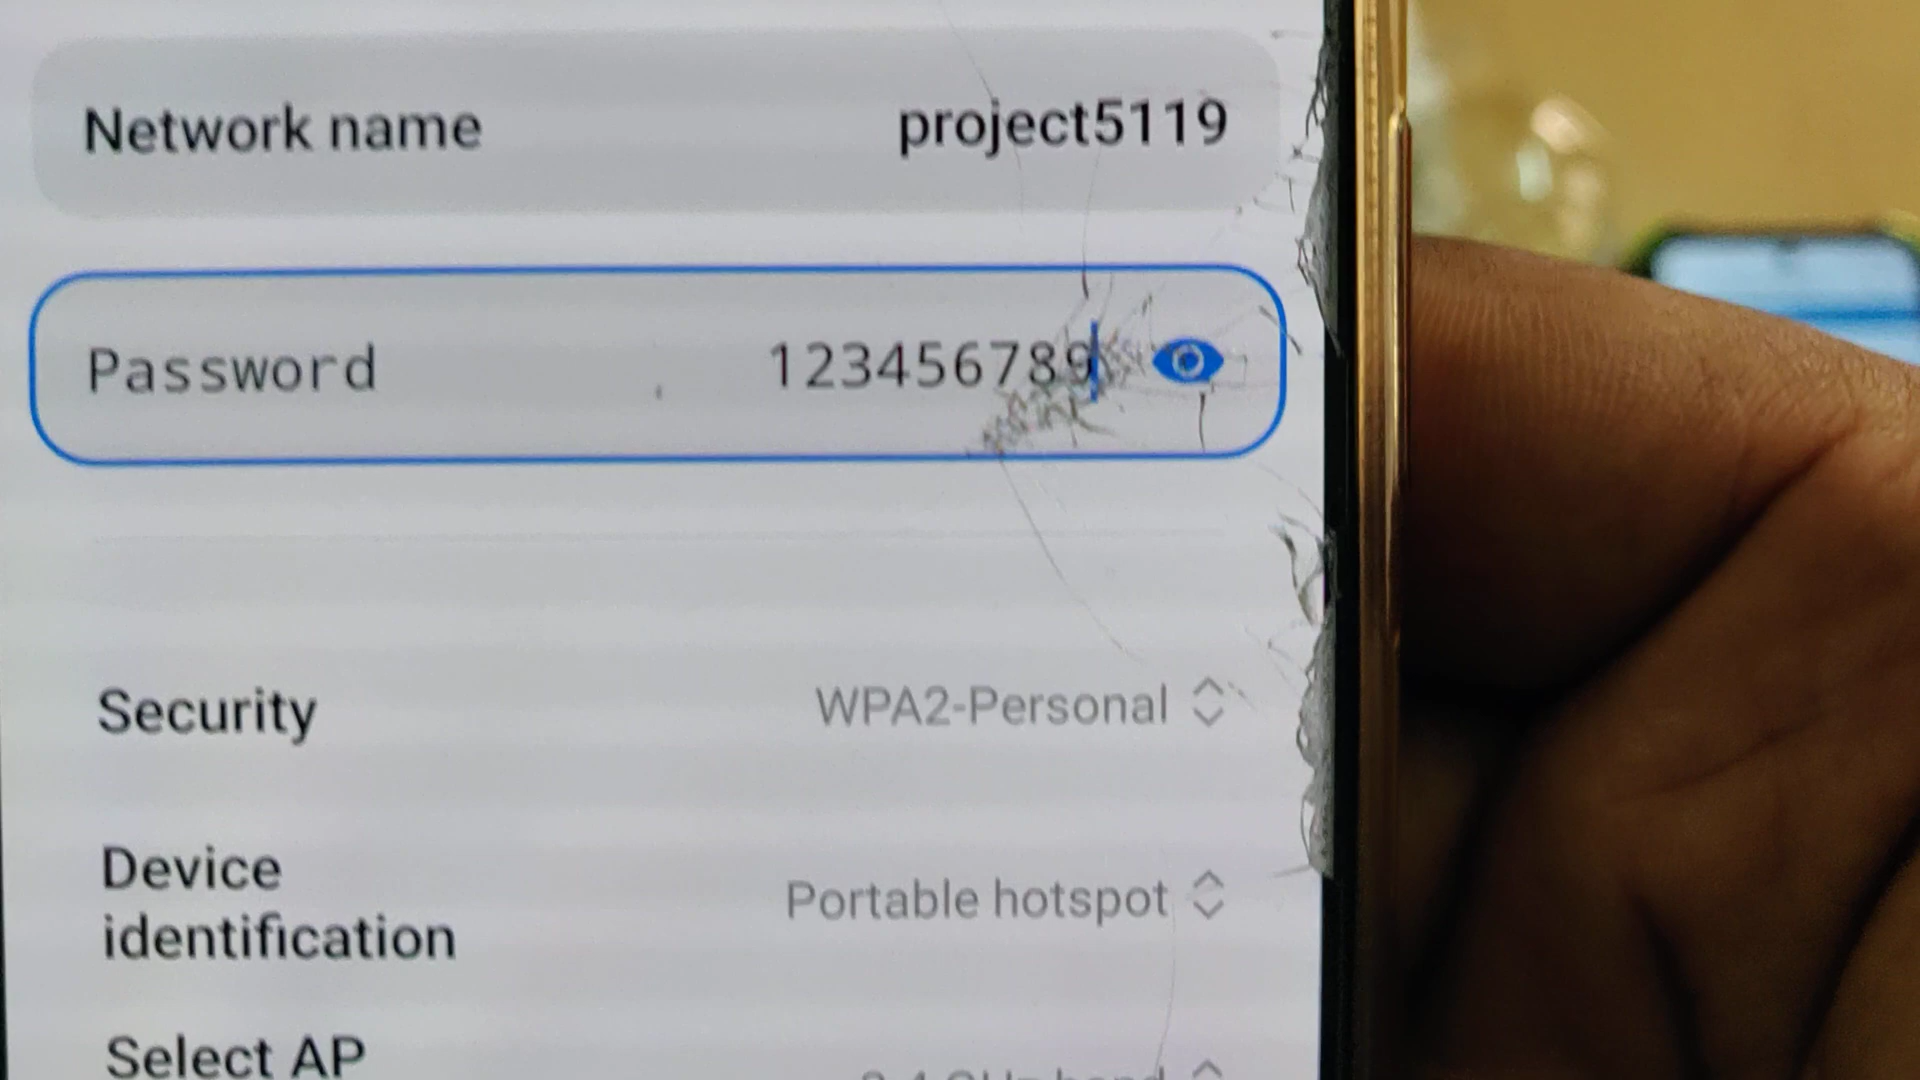 Network name project5119
Password 123456789
Security WPA2-Personal
Device
identification Portable hotspot
Select AP